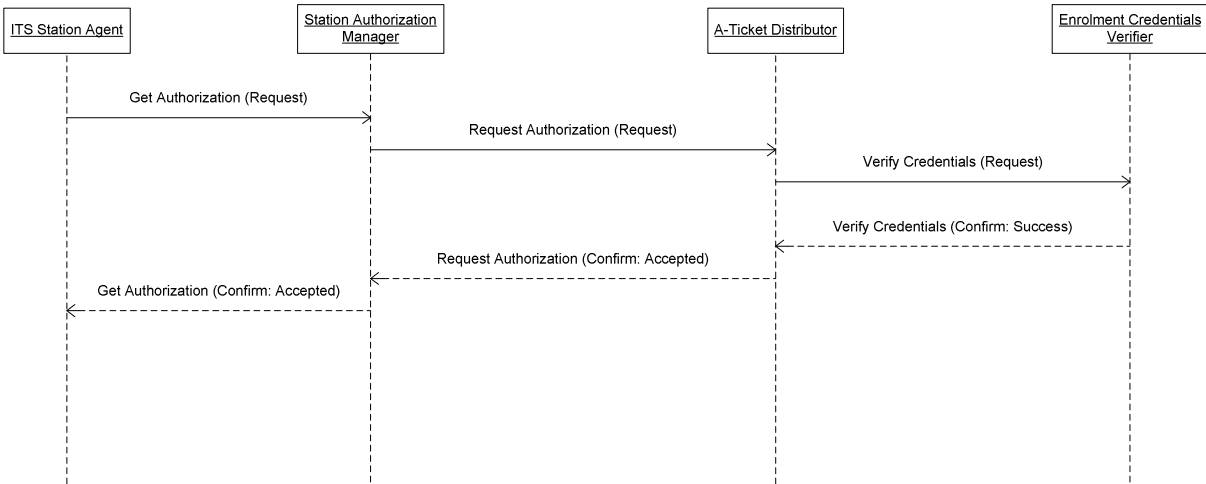 ITS Station Agent
Station Authorization
Manager
A-Ticket Distributor
Enrolment Credentials
Verifier
Get Authorization (Request)
Request Authorization (Request)
Verify Credentials (Request)
Verify Credentials (Confirm: Success)
Request Authorization (Confirm: Accepted)
Get Authorization (Confirm: Accepted)